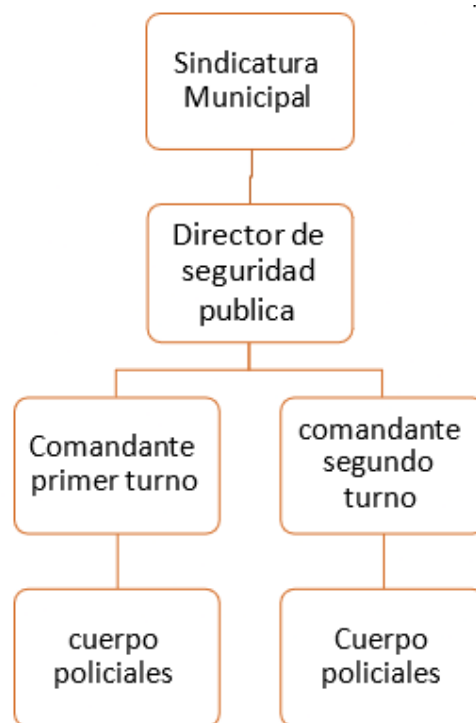 Sindicatura
Municipal
Director de
seguridad
publica
Comandante
primer turno
comandante
segundo
turno
cuerpo
policiales
Cuerpo
policiales